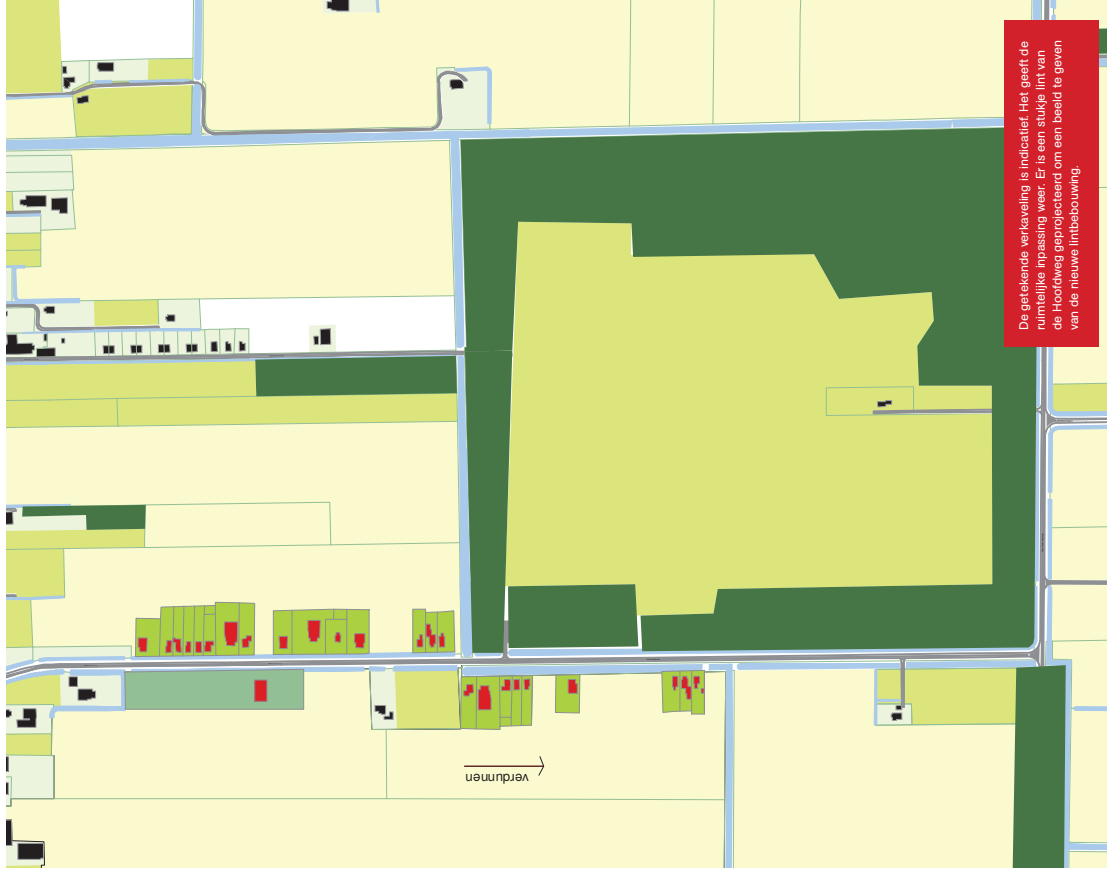 De getekende verkaveling is indicatief. Het geeft de
ruimtelijke inpassing weer. Er is een stukje lint van
de Hoofdweg geprojecteerd om een beeld te geven
van de nieuwe lintbebouwing.
verdunnen